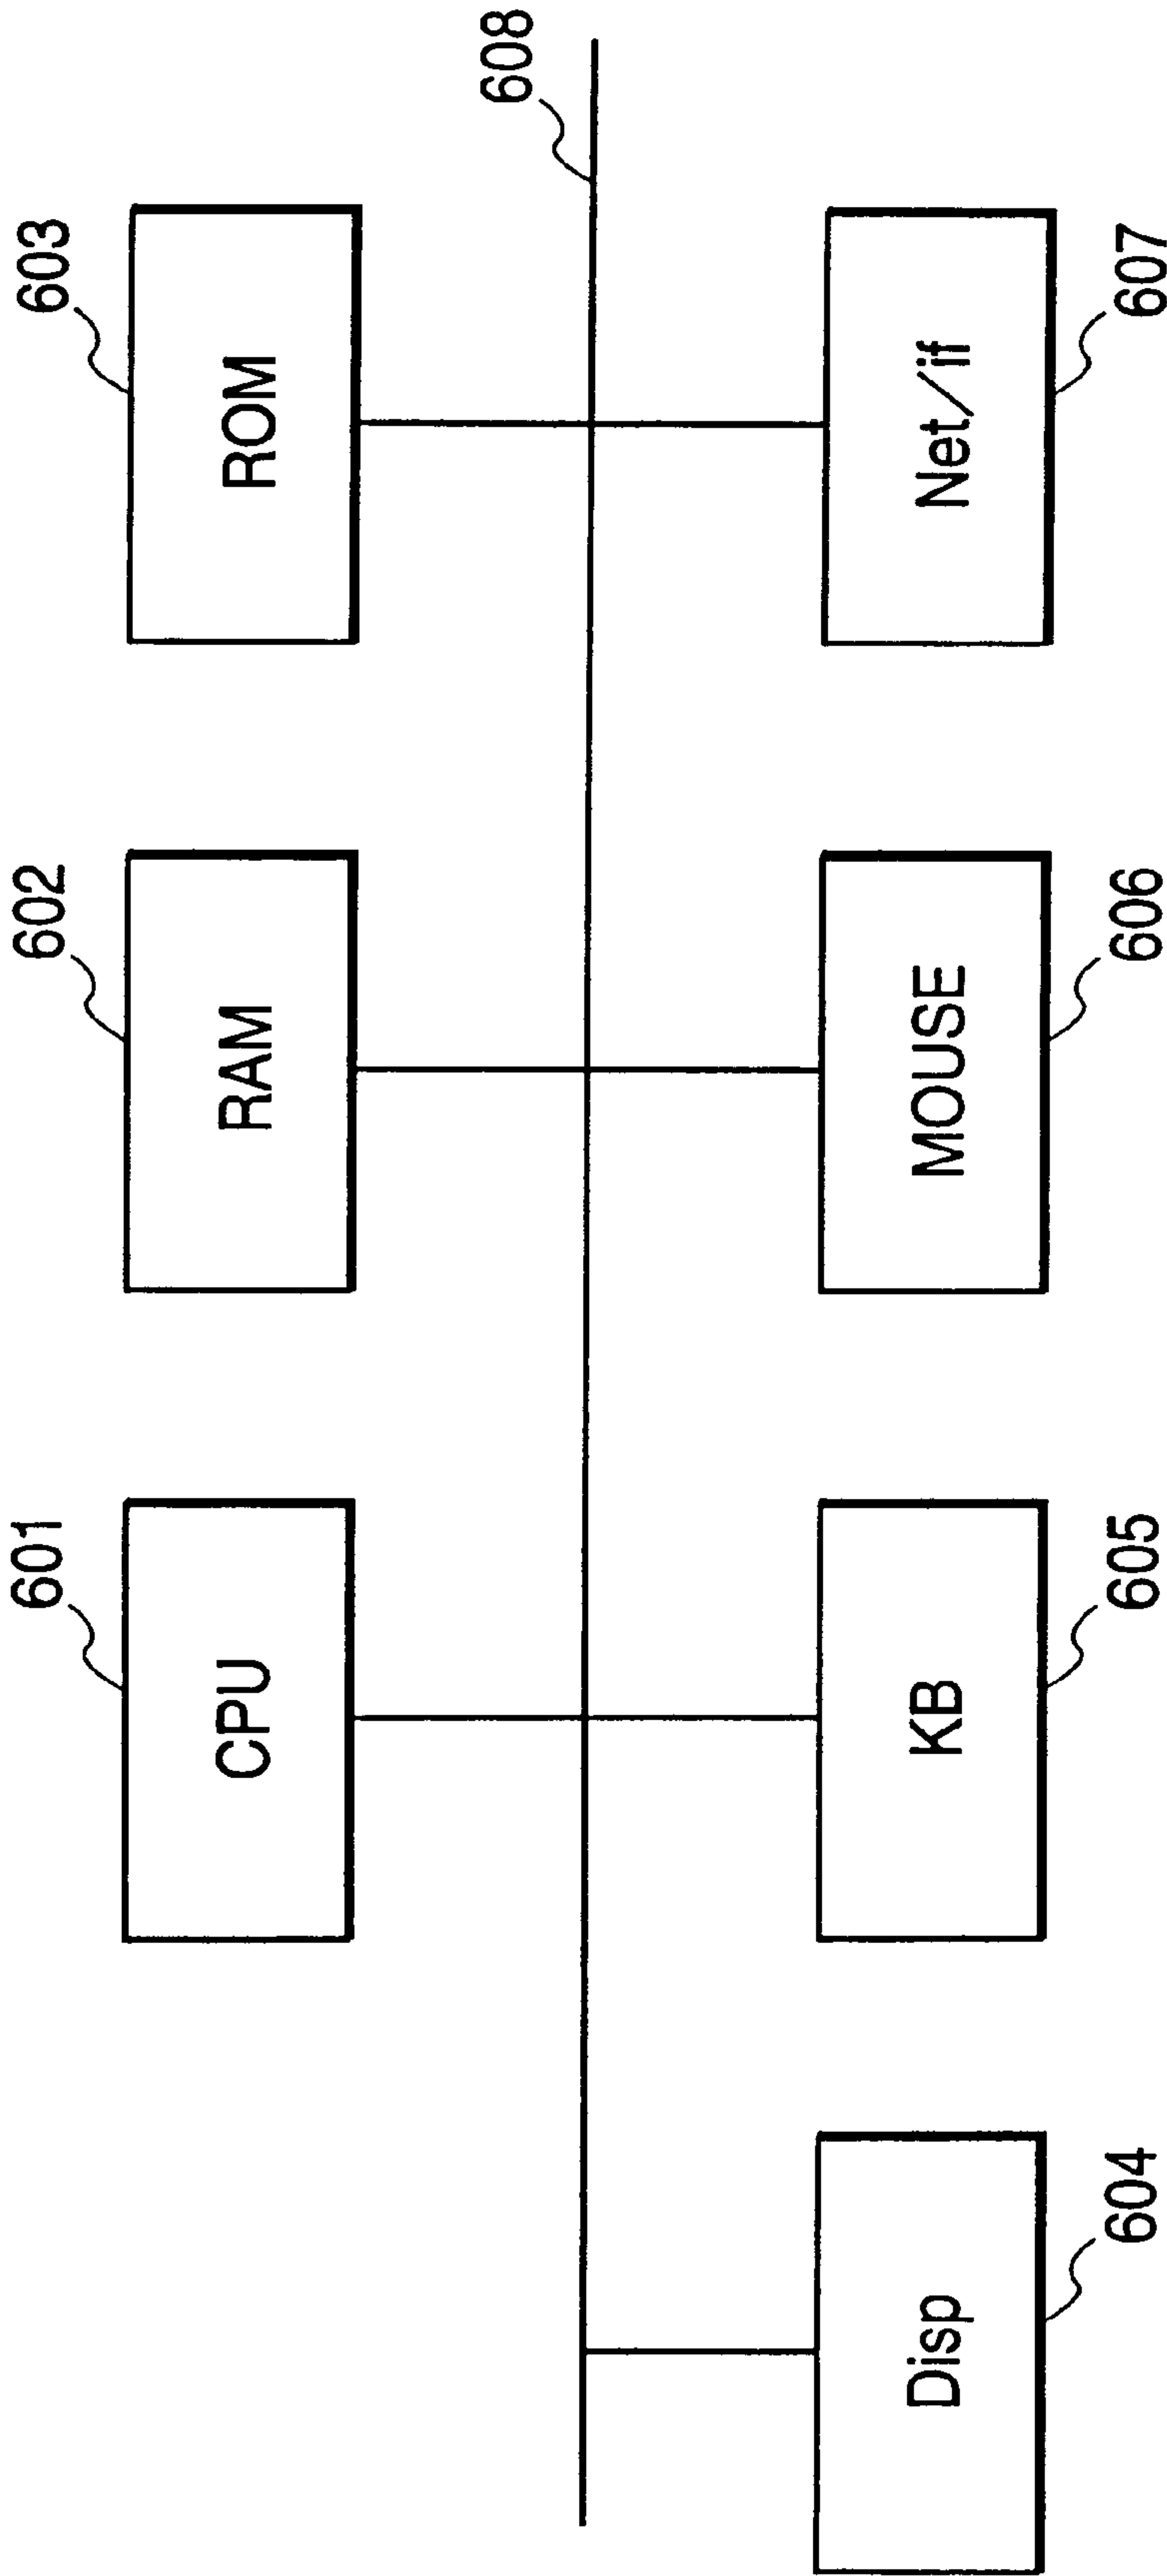 601
602
603
CPU
RAM
ROM
608
Disp
KB
MOUSE
Net/if
604
605
606
607